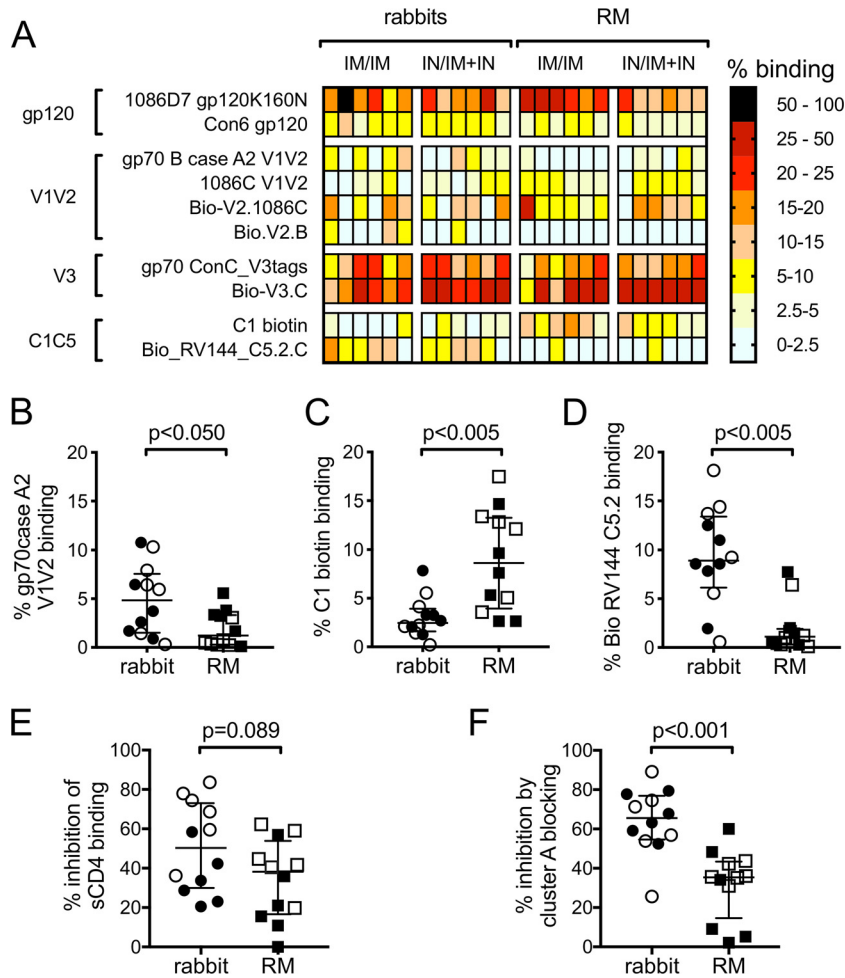 A
rabbits RM
IM/IM IN/IM+IN IM/IM IN/IM+IN
% binding
gp120
1086D7 gp120K160N
Con6 gp120
V1V2
gp70 B case A2 V1V2
1086C V1V2
Bio-V2.1086C
Bio.V2.B
V3
gp70 ConC_V3tags
Bio-V3.C
C1C5
C1 biotin
Bio_RV144_C5.2.C
50 - 100
25 - 50
20 - 25
15-20
10-15
5-10
2.5-5
0-2.5
B
p<0.050
% gp70case A2
V1V2 binding
20
15
10
5
0
rabbit RM
C
p<0.005
% C1 biotin binding
20
15
10
5
0
rabbit RM
D
p<0.005
% Bio RV144 C5.2 binding
20
15
10
5
0
rabbit RM
E
p=0.089
% inhibition of
sCD4 binding
100
80
60
40
20
0
rabbit RM
F
p<0.001
% inhibition by
cluster A blocking
100
80
60
40
20
0
rabbit RM